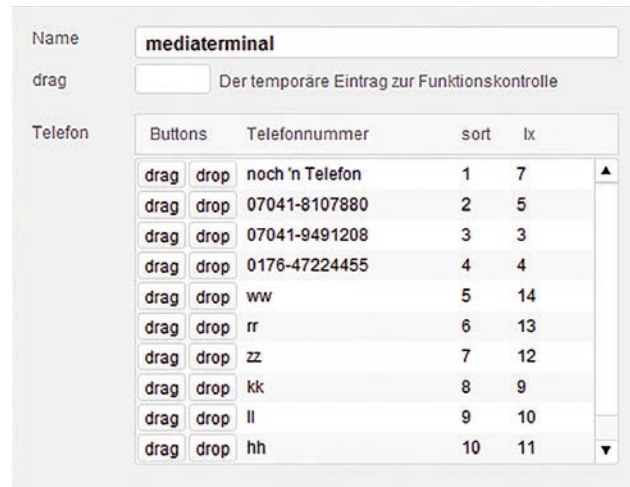 Name mediaterminal
drag Der temporäre Eintrag zur Funktionskontrolle
Telefon Buttons Telefonnummer sort lx
drag drop noch 'n Telefon 1 7
drag drop 07041-8107880 2 5
drag drop 07041-9491208 3 3
drag drop 0176-47224455 4 4
drag drop ww 5 14
drag drop rr 6 13
drag drop zz 7 12
drag drop kk 8 9
drag drop ll 9 10
drag drop hh 10 11